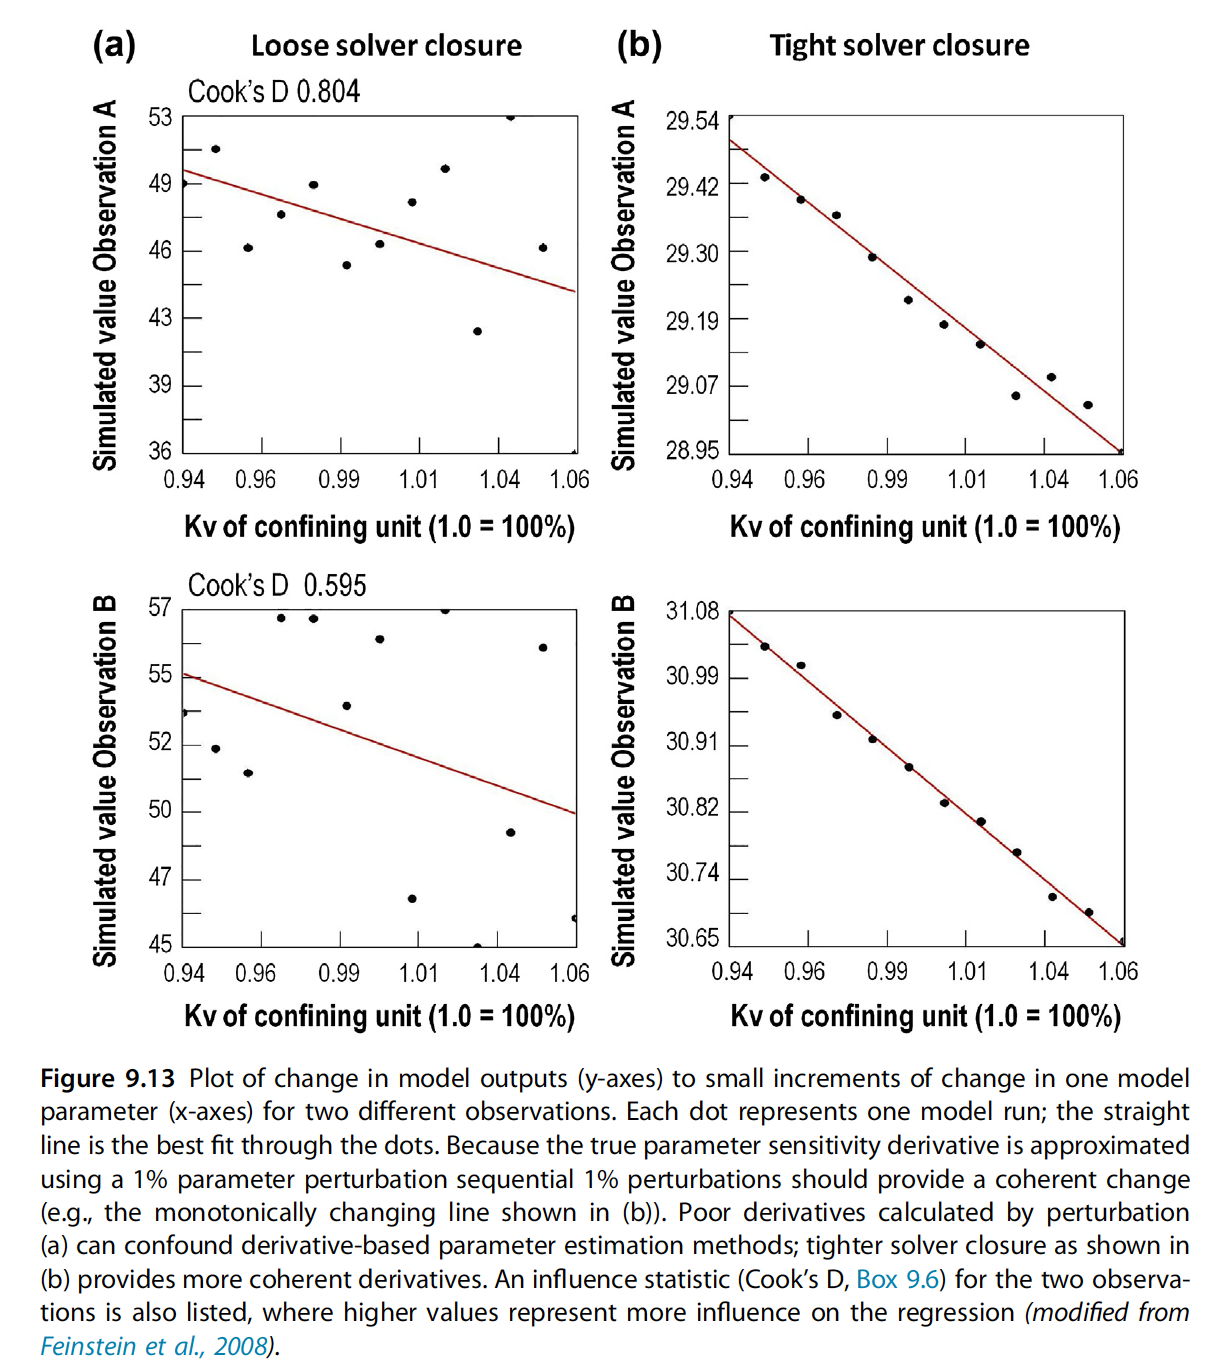 (a) Loose solver closure
(b) Tight solver closure
Cook's D 0.804
Simulated value Observation A
53
49
46
43
39
36
0.94 0.96 0.99 1.01 1.04 1.06
Kv of confining unit (1.0 = 100%)
Simulated value Observation A
29.54
29.42
29.30
29.19
29.07
28.95
0.94 0.96 0.99 1.01 1.04 1.06
Kv of confining unit (1.0 = 100%)
Cook's D 0.595
Simulated value Observation B
57
55
52
50
47
45
0.94 0.96 0.99 1.01 1.04 1.06
Kv of confining unit (1.0 = 100%)
Simulated value Observation B
31.08
30.99
30.91
30.82
30.74
30.65
0.94 0.96 0.99 1.01 1.04 1.06
Kv of confining unit (1.0 = 100%)
Figure 9.13 Plot of change in model outputs (y-axes) to small increments of change in one model
parameter (x-axes) for two different observations. Each dot represents one model run; the straight
line is the best fit through the dots. Because the true parameter sensitivity derivative is approximated
using a 1% parameter perturbation sequential 1% perturbations should provide a coherent change
(e.g., the monotonically changing line shown in (b)). Poor derivatives calculated by perturbation
(a) can confound derivative-based parameter estimation methods; tighter solver closure as shown in
(b) provides more coherent derivatives. An influence statistic (Cook's D, Box 9.6) for the two observa-
tions is also listed, where higher values represent more influence on the regression (modified from
Feinstein et al., 2008).